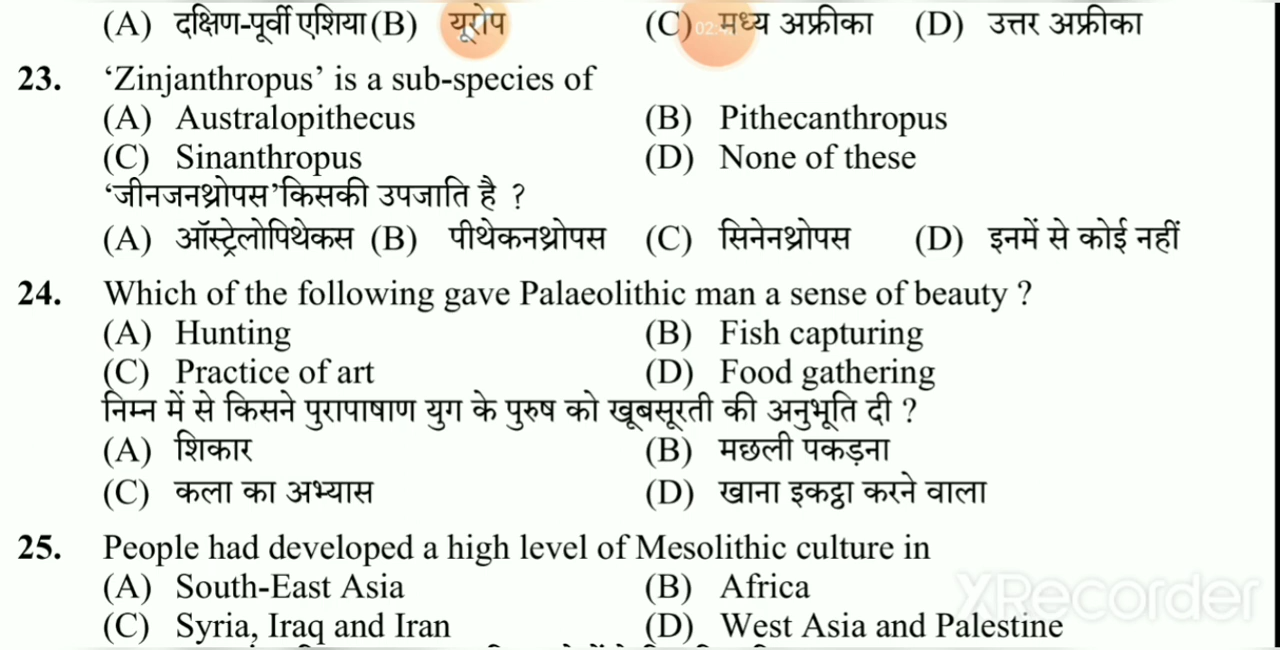 (A) दक्षिण-पूर्वी एशिया (B) यूरोप (C) मध्य अफ्रीका (D) उत्तर अफ्रीका
23. ‘Zinjanthropus’ is a sub-species of
(A) Australopithecus (B) Pithecanthropus
(C) Sinanthropus (D) None of these
‘जीनजनथ्रोपस’ किसकी उपजाति है ?
(A) ऑस्ट्रेलोपिथेकस (B) पीथेकनथ्रोपस (C) सिनेनथ्रोपस (D) इनमें से कोई नहीं
24. Which of the following gave Palaeolithic man a sense of beauty ?
(A) Hunting (B) Fish capturing
(C) Practice of art (D) Food gathering
निम्न में से किसने पुरापाषाण युग के पुरुष को खूबसूरती की अनुभूति दी ?
(A) शिकार (B) मछली पकड़ना
(C) कला का अभ्यास (D) खाना इकट्ठा करने वाला
25. People had developed a high level of Mesolithic culture in
(A) South-East Asia (B) Africa
XRecorder
(C) Syria, Iraq and Iran (D) West Asia and Palestine